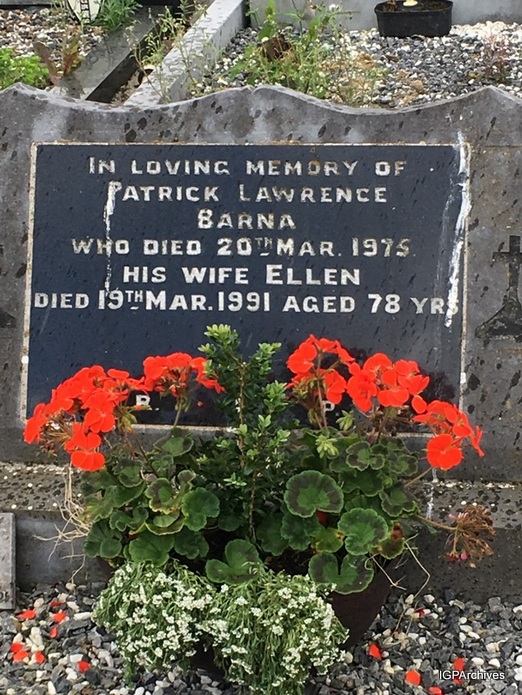 IN LOVING MEMORY OF
PATRICK LAWRENCE
BARNA
WHO DIED 20TH MAR. 1975
HIS WIFE ELLEN
DIED 19TH MAR. 1991 AGED 78 YRS
IGPArchives